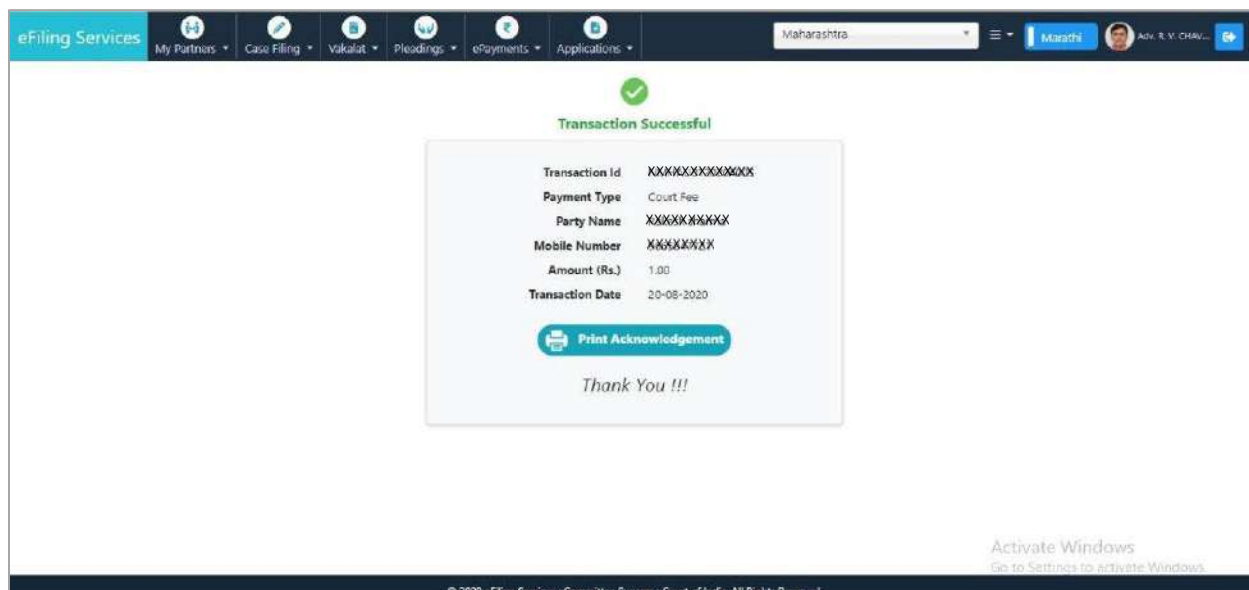 eFiling Services
My Partners Case Filing Vakalat Pleadings ePayments Applications Maharashtra Marathi Adv. R. V. CHAV...
Transaction Successful
Transaction Id XXXXXXXXXXXXXX
Payment Type Court Fee
Party Name XXXXXXXXXX
Mobile Number XXXXXXXX
Amount (Rs.) 1.00
Transaction Date 20-08-2020
Print Acknowledgement
Thank You !!!
Activate Windows
Go to Settings to activate Windows.